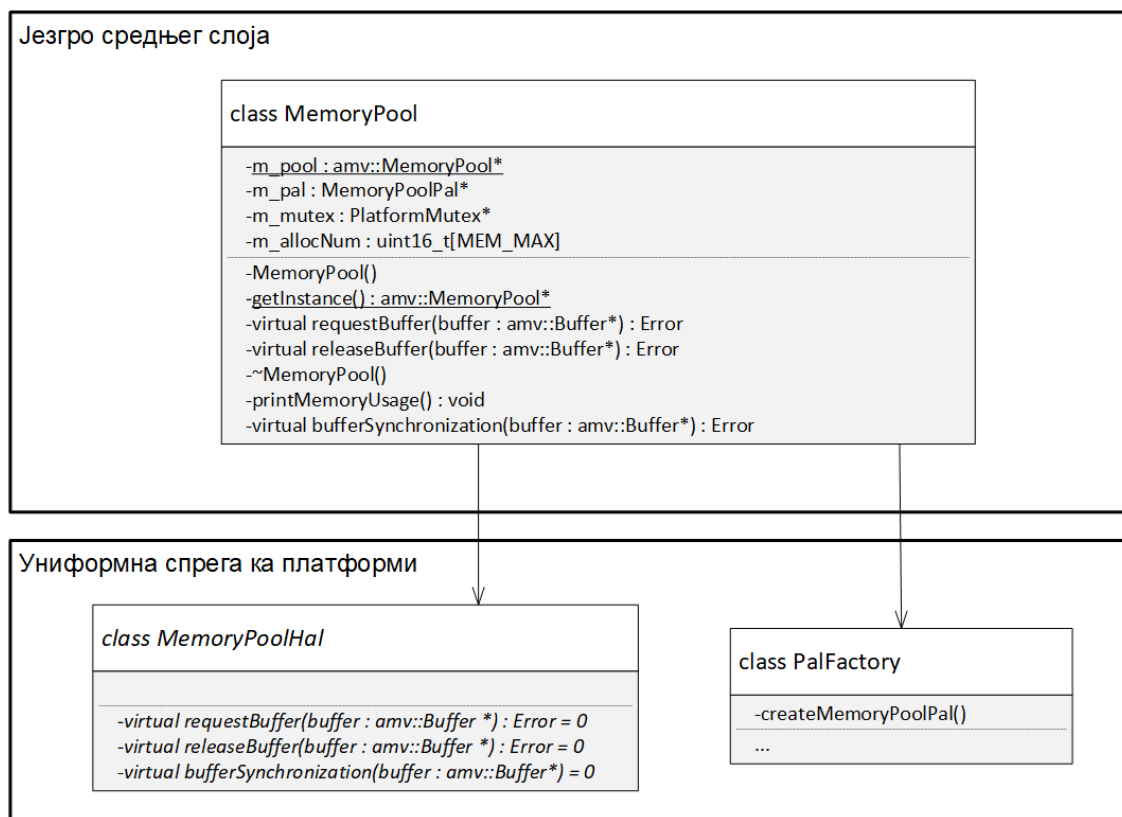 Језгро средњег слоја
class MemoryPool
-m_pool : amv::MemoryPool*
-m_pal : MemoryPoolPal*
-m_mutex : PlatformMutex*
-m_allocNum : uint16_t[MEM_MAX]
-MemoryPool()
-getInstance() : amv::MemoryPool*
-virtual requestBuffer(buffer : amv::Buffer*) : Error
-virtual releaseBuffer(buffer : amv::Buffer*) : Error
-~MemoryPool()
-printMemoryUsage() : void
-virtual bufferSynchronization(buffer : amv::Buffer*) : Error
Униформна спрега ка платформи
class MemoryPoolHal
-virtual requestBuffer(buffer : amv::Buffer *) : Error = 0
-virtual releaseBuffer(buffer : amv::Buffer *) : Error = 0
-virtual bufferSynchronization(buffer : amv::Buffer*) = 0
class PalFactory
-createMemoryPoolPal()
...